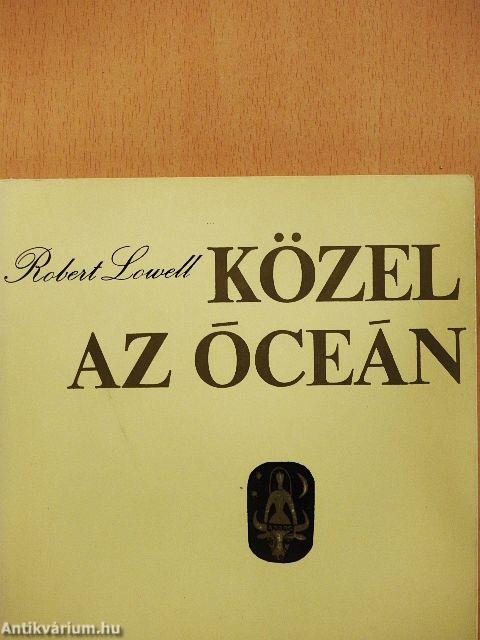 Robert Lowell KÖZEL
AZ ÓCEÁN
Antikvárium.hu